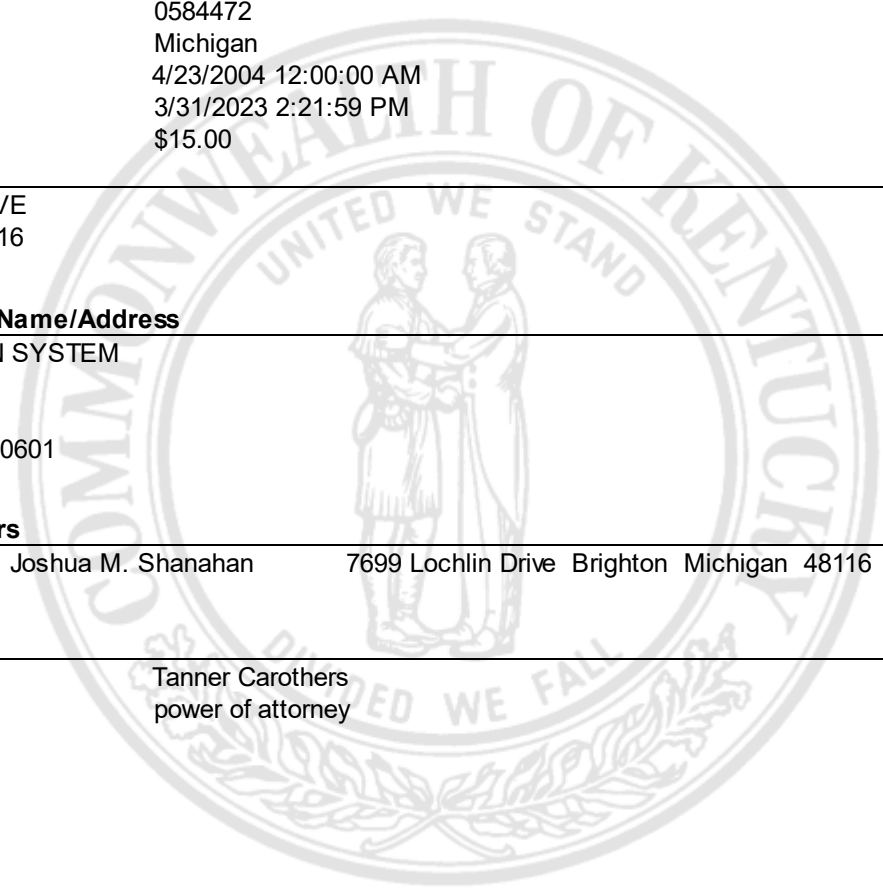 0584472
Michigan
4/23/2004 12:00:00 AM
3/31/2023 2:21:59 PM
$15.00
VE
16
Name/Address
SYSTEM
0601
rs
Joshua M. Shanahan 7699 Lochlin Drive Brighton Michigan 48116
Tanner Carothers
power of attorney
COMMONWEALTH OF KENTUCKY
UNITED WE STAND
DIVIDED WE FALL